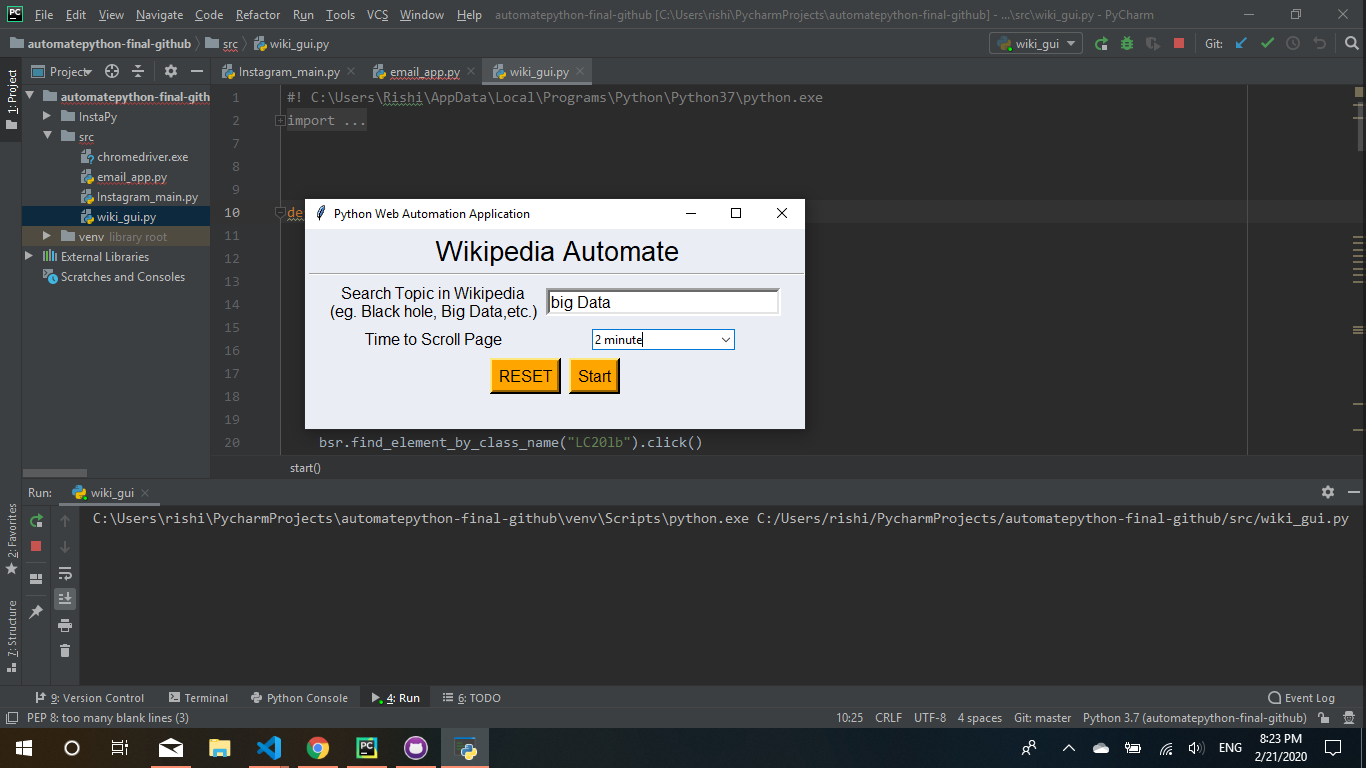 File Edit View Navigate Code Refactor Run Tools VCS Window Help automatepython-final-github [C:\Users\rishi\PycharmProjects\automatepython-final-github] - ...\src\wiki_gui.py - PyCharm
automatepython-final-github src wiki_gui.py wiki_gui Git:
1: Project
Project Instagram_main.py email_app.py wiki_gui.py
automatepython-final-gith
InstaPy
src
chromedriver.exe
email_app.py
Instagram_main.py
wiki_gui.py
venv library root
External Libraries
Scratches and Consoles
1 #! C:\Users\Rishi\AppData\Local\Programs\Python\Python37\python.exe
2 import ...
7
8
9
10 de
11
12
13
14
15
16
17
18
19
20 bsr.find_element_by_class_name("LC20lb").click()
start()
Python Web Automation Application
Wikipedia Automate
Search Topic in Wikipedia
(eg. Black hole, Big Data,etc.) big Data
Time to Scroll Page 2 minute
RESET Start
Run: wiki_gui
C:\Users\rishi\PycharmProjects\automatepython-final-github\venv\Scripts\python.exe C:/Users/rishi/PycharmProjects/automatepython-final-github/src/wiki_gui.py
2: Favorites
7: Structure
9: Version Control Terminal Python Console 4: Run 6: TODO Event Log
PEP 8: too many blank lines (3) 10:25 CRLF UTF-8 4 spaces Git: master Python 3.7 (automatepython-final-github)
PC ENG 8:23 PM
2/21/2020